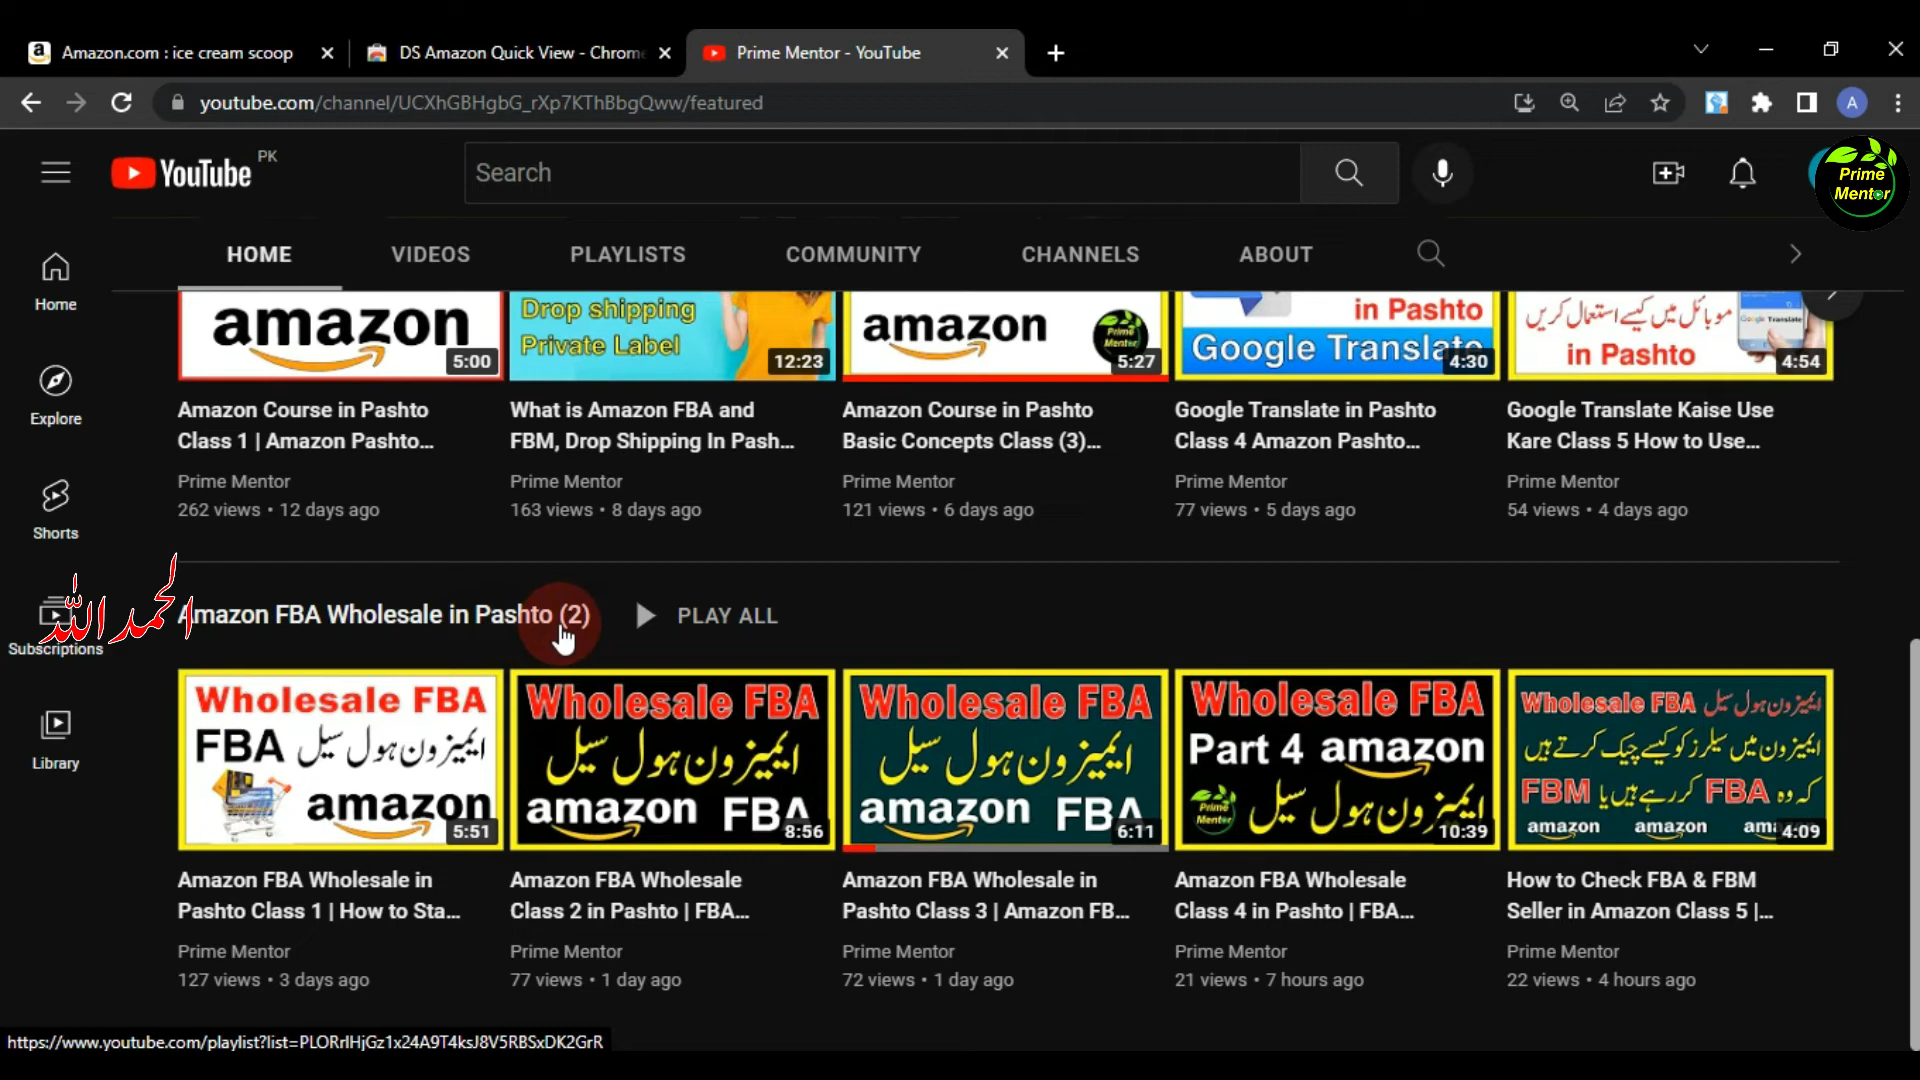 Amazon.com : ice cream scoop
DS Amazon Quick View - Chrome
Prime Mentor - YouTube
youtube.com/channel/UCXhGBHgbG_rXp7KThBbgQww/featured
A
YouTube PK
Search
Prime
Mentor
HOME VIDEOS PLAYLISTS COMMUNITY CHANNELS ABOUT
Home
Explore
Shorts
Subscriptions
Library
amazon
5:00
Drop shipping
Private Label
12:23
amazon
Prime
Mentor
5:27
in Pashto
Google Translate
4:30
موبائل میں کیسے استعمال کریں
in Pashto
Google Translate
4:54
Amazon Course in Pashto
Class 1 | Amazon Pashto...
Prime Mentor
262 views • 12 days ago
What is Amazon FBA and
FBM, Drop Shipping In Pash...
Prime Mentor
163 views • 8 days ago
Amazon Course in Pashto
Basic Concepts Class (3)...
Prime Mentor
121 views • 6 days ago
Google Translate in Pashto
Class 4 Amazon Pashto...
Prime Mentor
77 views • 5 days ago
Google Translate Kaise Use
Kare Class 5 How to Use...
Prime Mentor
54 views • 4 days ago
الحمد اللہ
Amazon FBA Wholesale in Pashto (2)
PLAY ALL
Wholesale FBA
FBA ایمیزون ہول سیل
amazon
5:51
Wholesale FBA
ایمیزون ہول سیل
amazon FBA
8:56
Wholesale FBA
ایمیزون ہول سیل
amazon FBA
6:11
Wholesale FBA
Part 4 amazon
Prime
Mentor
ایمیزون ہول سیل
10:39
Wholesale FBA ایمیزون ہول سیل
ایمیزون میں سیلرز کو کیسے چیک کرتے ہیں
کہ وہ FBA کر رہے ہیں یا FBM
amazon amazon ama
4:09
Amazon FBA Wholesale in
Pashto Class 1 | How to Sta...
Prime Mentor
127 views • 3 days ago
Amazon FBA Wholesale
Class 2 in Pashto | FBA...
Prime Mentor
77 views • 1 day ago
Amazon FBA Wholesale in
Pashto Class 3 | Amazon FB...
Prime Mentor
72 views • 1 day ago
Amazon FBA Wholesale
Class 4 in Pashto | FBA...
Prime Mentor
21 views • 7 hours ago
How to Check FBA & FBM
Seller in Amazon Class 5 |...
Prime Mentor
22 views • 4 hours ago
https://www.youtube.com/playlist?list=PLORrIHjGz1x24A9T4ksJ8V5RBSxDK2GrR